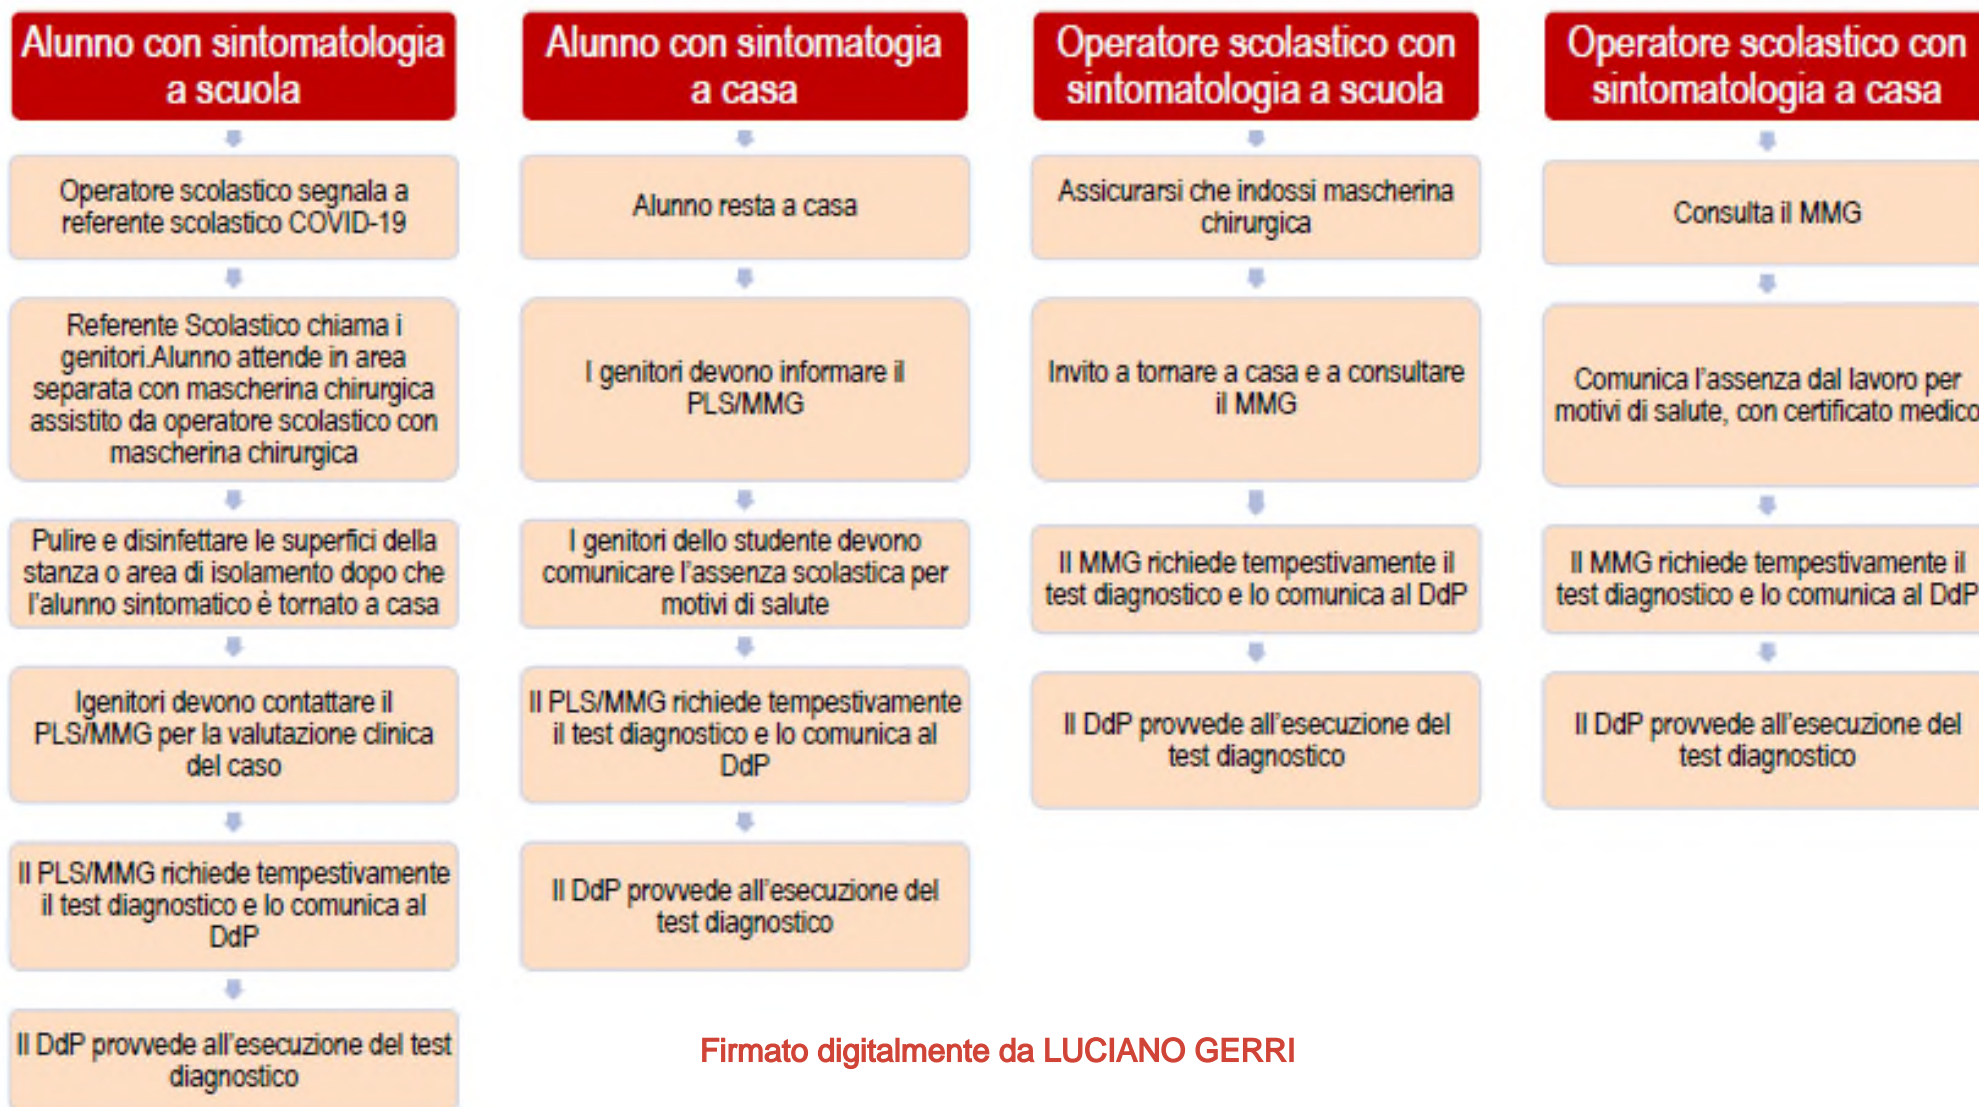 Alunno con sintomatologia
a scuola
Operatore scolastico segnala a
referente scolastico COVID-19
Referente Scolastico chiama i
genitori.Alunno attende in area
separata con mascherina chirurgica
assistito da operatore scolastico con
mascherina chirurgica
Pulire e disinfettare le superfici della
stanza o area di isolamento dopo che
l'alunno sintomatico è tornato a casa
Igenitori devono contattare il
PLS/MMG per la valutazione clinica
del caso
Il PLS/MMG richiede tempestivamente
il test diagnostico e lo comunica al
DdP
Il DdP provvede all'esecuzione del test
diagnostico
Alunno con sintomatogia
a casa
Alunno resta a casa
I genitori devono informare il
PLS/MMG
I genitori dello studente devono
comunicare l'assenza scolastica per
motivi di salute
Il PLS/MMG richiede tempestivamente
il test diagnostico e lo comunica al
DdP
Il DdP provvede all'esecuzione del
test diagnostico
Operatore scolastico con
sintomatologia a scuola
Assicurarsi che indossi mascherina
chirurgica
Invito a tornare a casa e a consultare
il MMG
Il MMG richiede tempestivamente il
test diagnostico e lo comunica al DdP
Il DdP provvede all'esecuzione del
test diagnostico
Operatore scolastico con
sintomatologia a casa
Consulta il MMG
Comunica l'assenza dal lavoro per
motivi di salute, con certificato medico
Il MMG richiede tempestivamente il
test diagnostico e lo comunica al DdP
Il DdP provvede all'esecuzione del
test diagnostico
Firmato digitalmente da LUCIANO GERRI